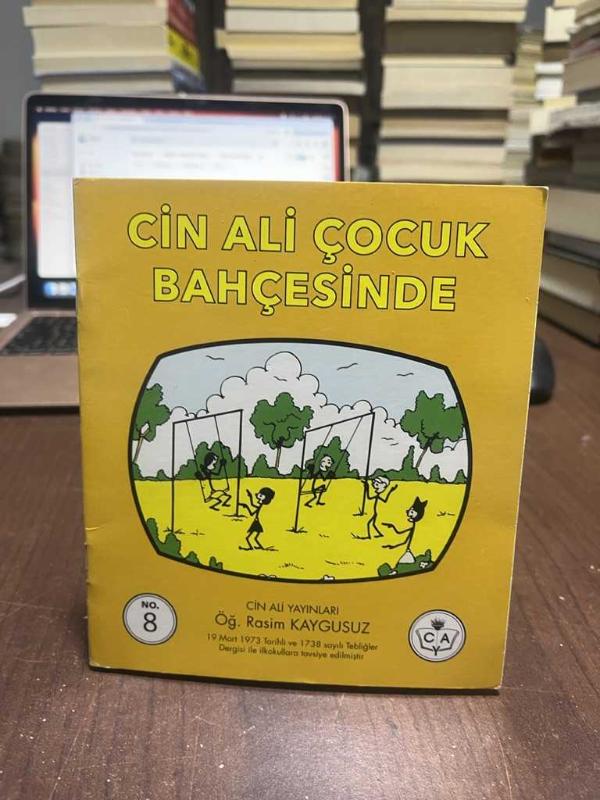 CİN ALİ ÇOCUK
BAHÇESİNDE
NO.
8
CİN ALİ YAYINLARI
Öğ. Rasim KAYGUSUZ
19 Mart 1973 Tarihli ve 1738 sayılı Tebliğler
Dergisi ile ilkokullara tavsiye edilmiştir
C A
Y